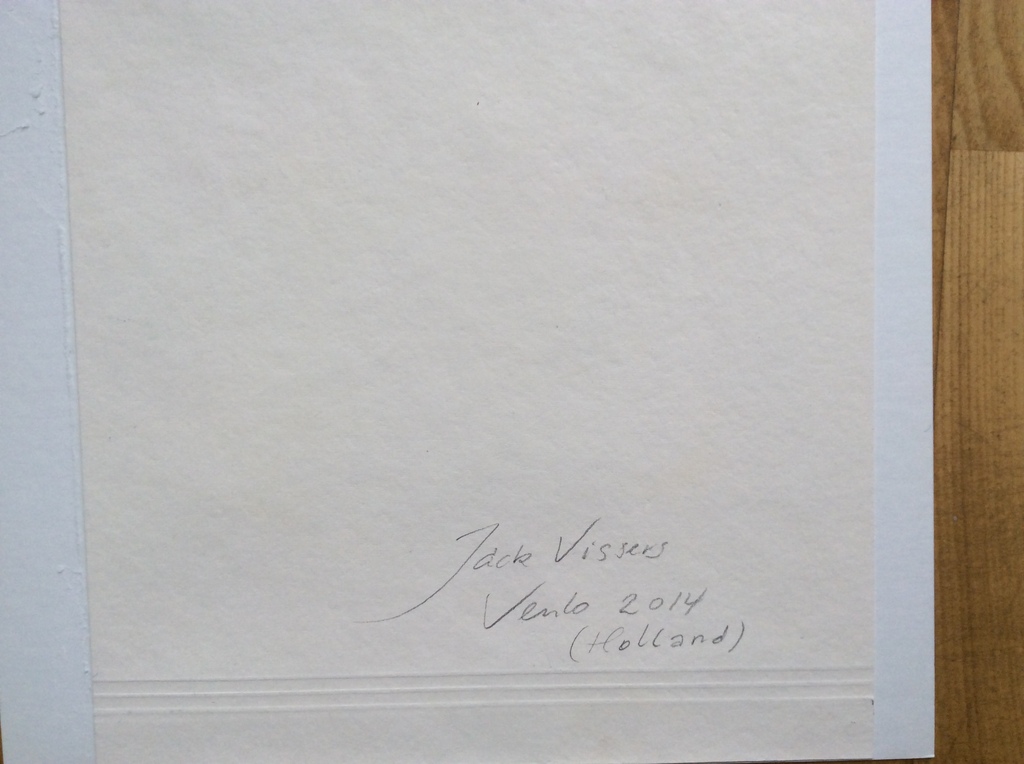 Jack Vissers
Venlo 2014
(Holland)